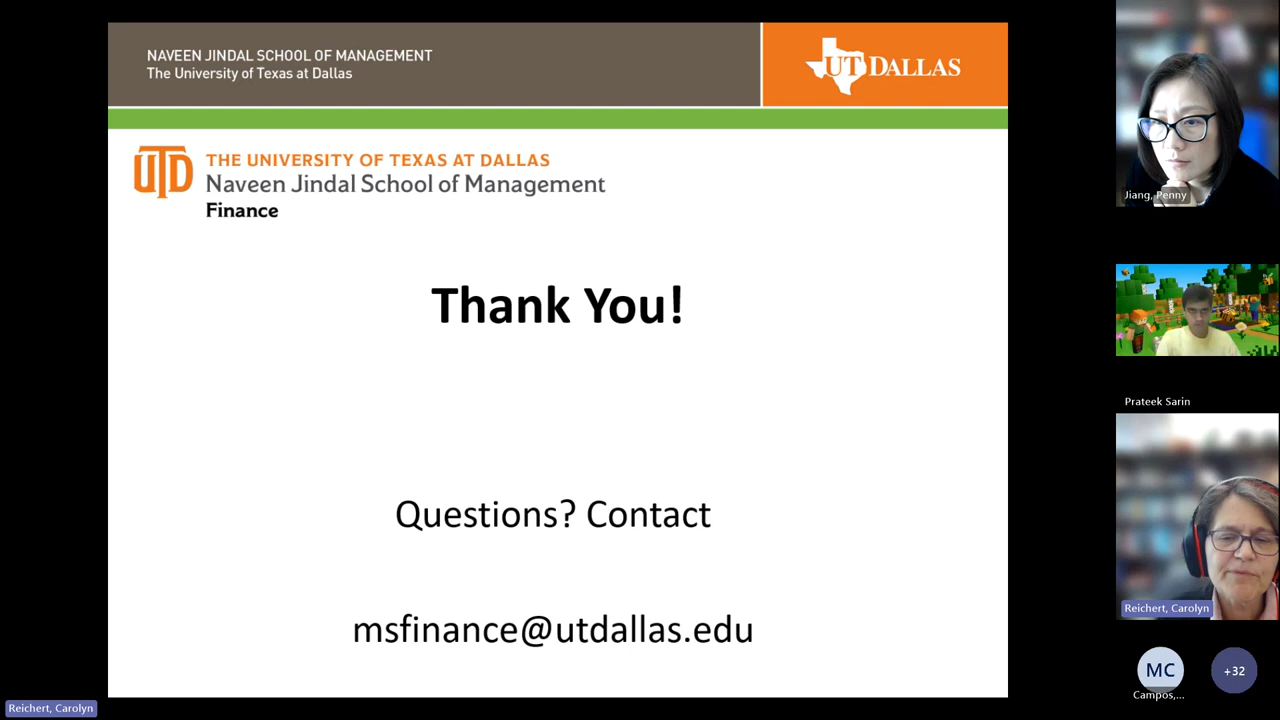 NAVEEN JINDAL SCHOOL OF MANAGEMENT
The University of Texas at Dallas
UT DALLAS
UTD
THE UNIVERSITY OF TEXAS AT DALLAS
Naveen Jindal School of Management
Finance
Thank You!
Questions? Contact
msfinance@utdallas.edu
Jiang, Penny
Prateek Sarin
Reichert, Carolyn
MC
+32
Campos,...
Reichert, Carolyn